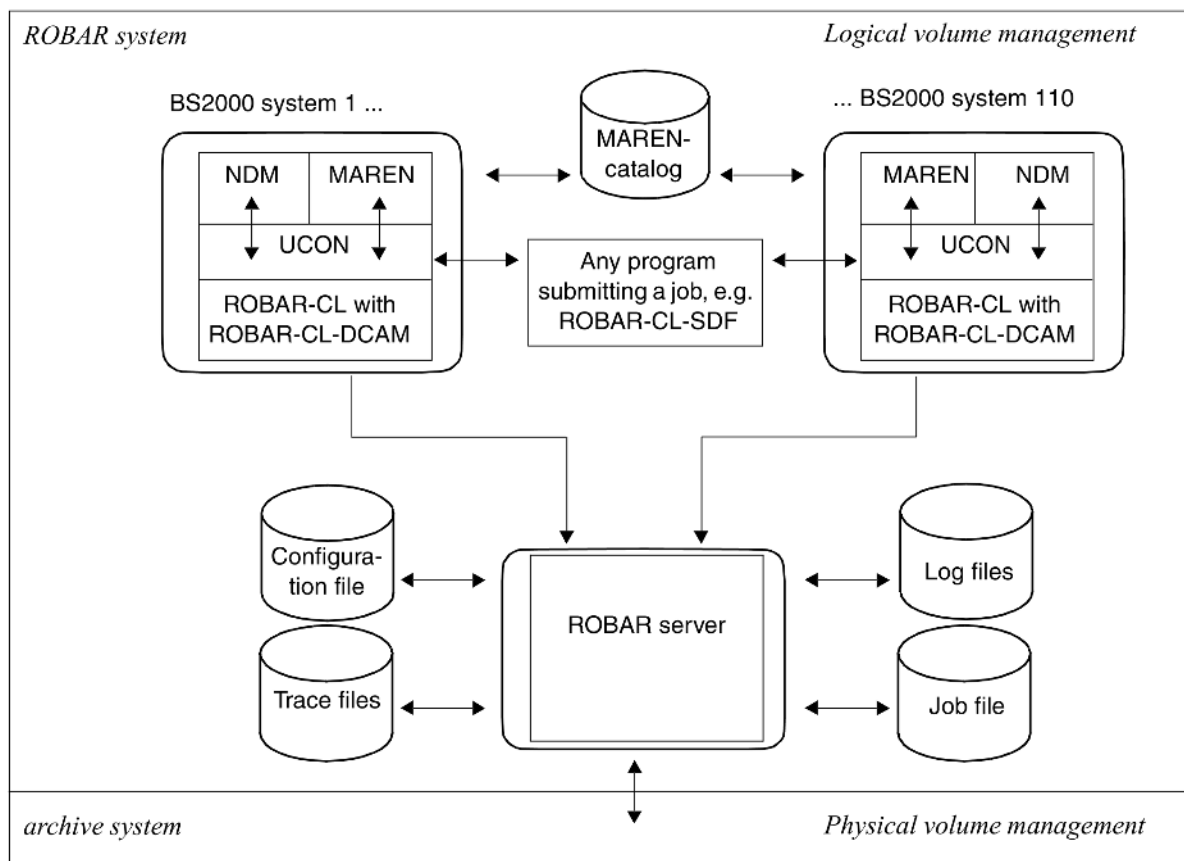 ROBAR system
Logical volume management
BS2000 system 1 ...
... BS2000 system 110
MAREN-
catalog
NDM
MAREN
UCON
ROBAR-CL with
ROBAR-CL-DCAM
Any program
submitting a job, e.g.
ROBAR-CL-SDF
MAREN
NDM
UCON
ROBAR-CL with
ROBAR-CL-DCAM
Configura-
tion file
Trace files
ROBAR server
Log files
Job file
archive system
Physical volume management